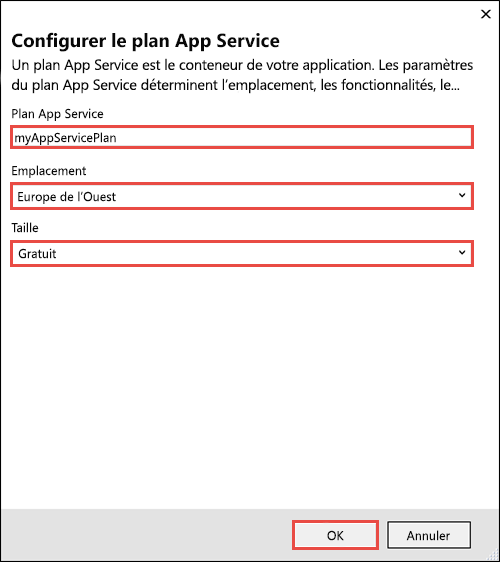 Configurer le plan App Service
Un plan App Service est le conteneur de votre application. Les paramètres
du plan App Service déterminent l’emplacement, les fonctionnalités, le...
Plan App Service
myAppServicePlan
Emplacement
Europe de l’Ouest
Taille
Gratuit
OK
Annuler